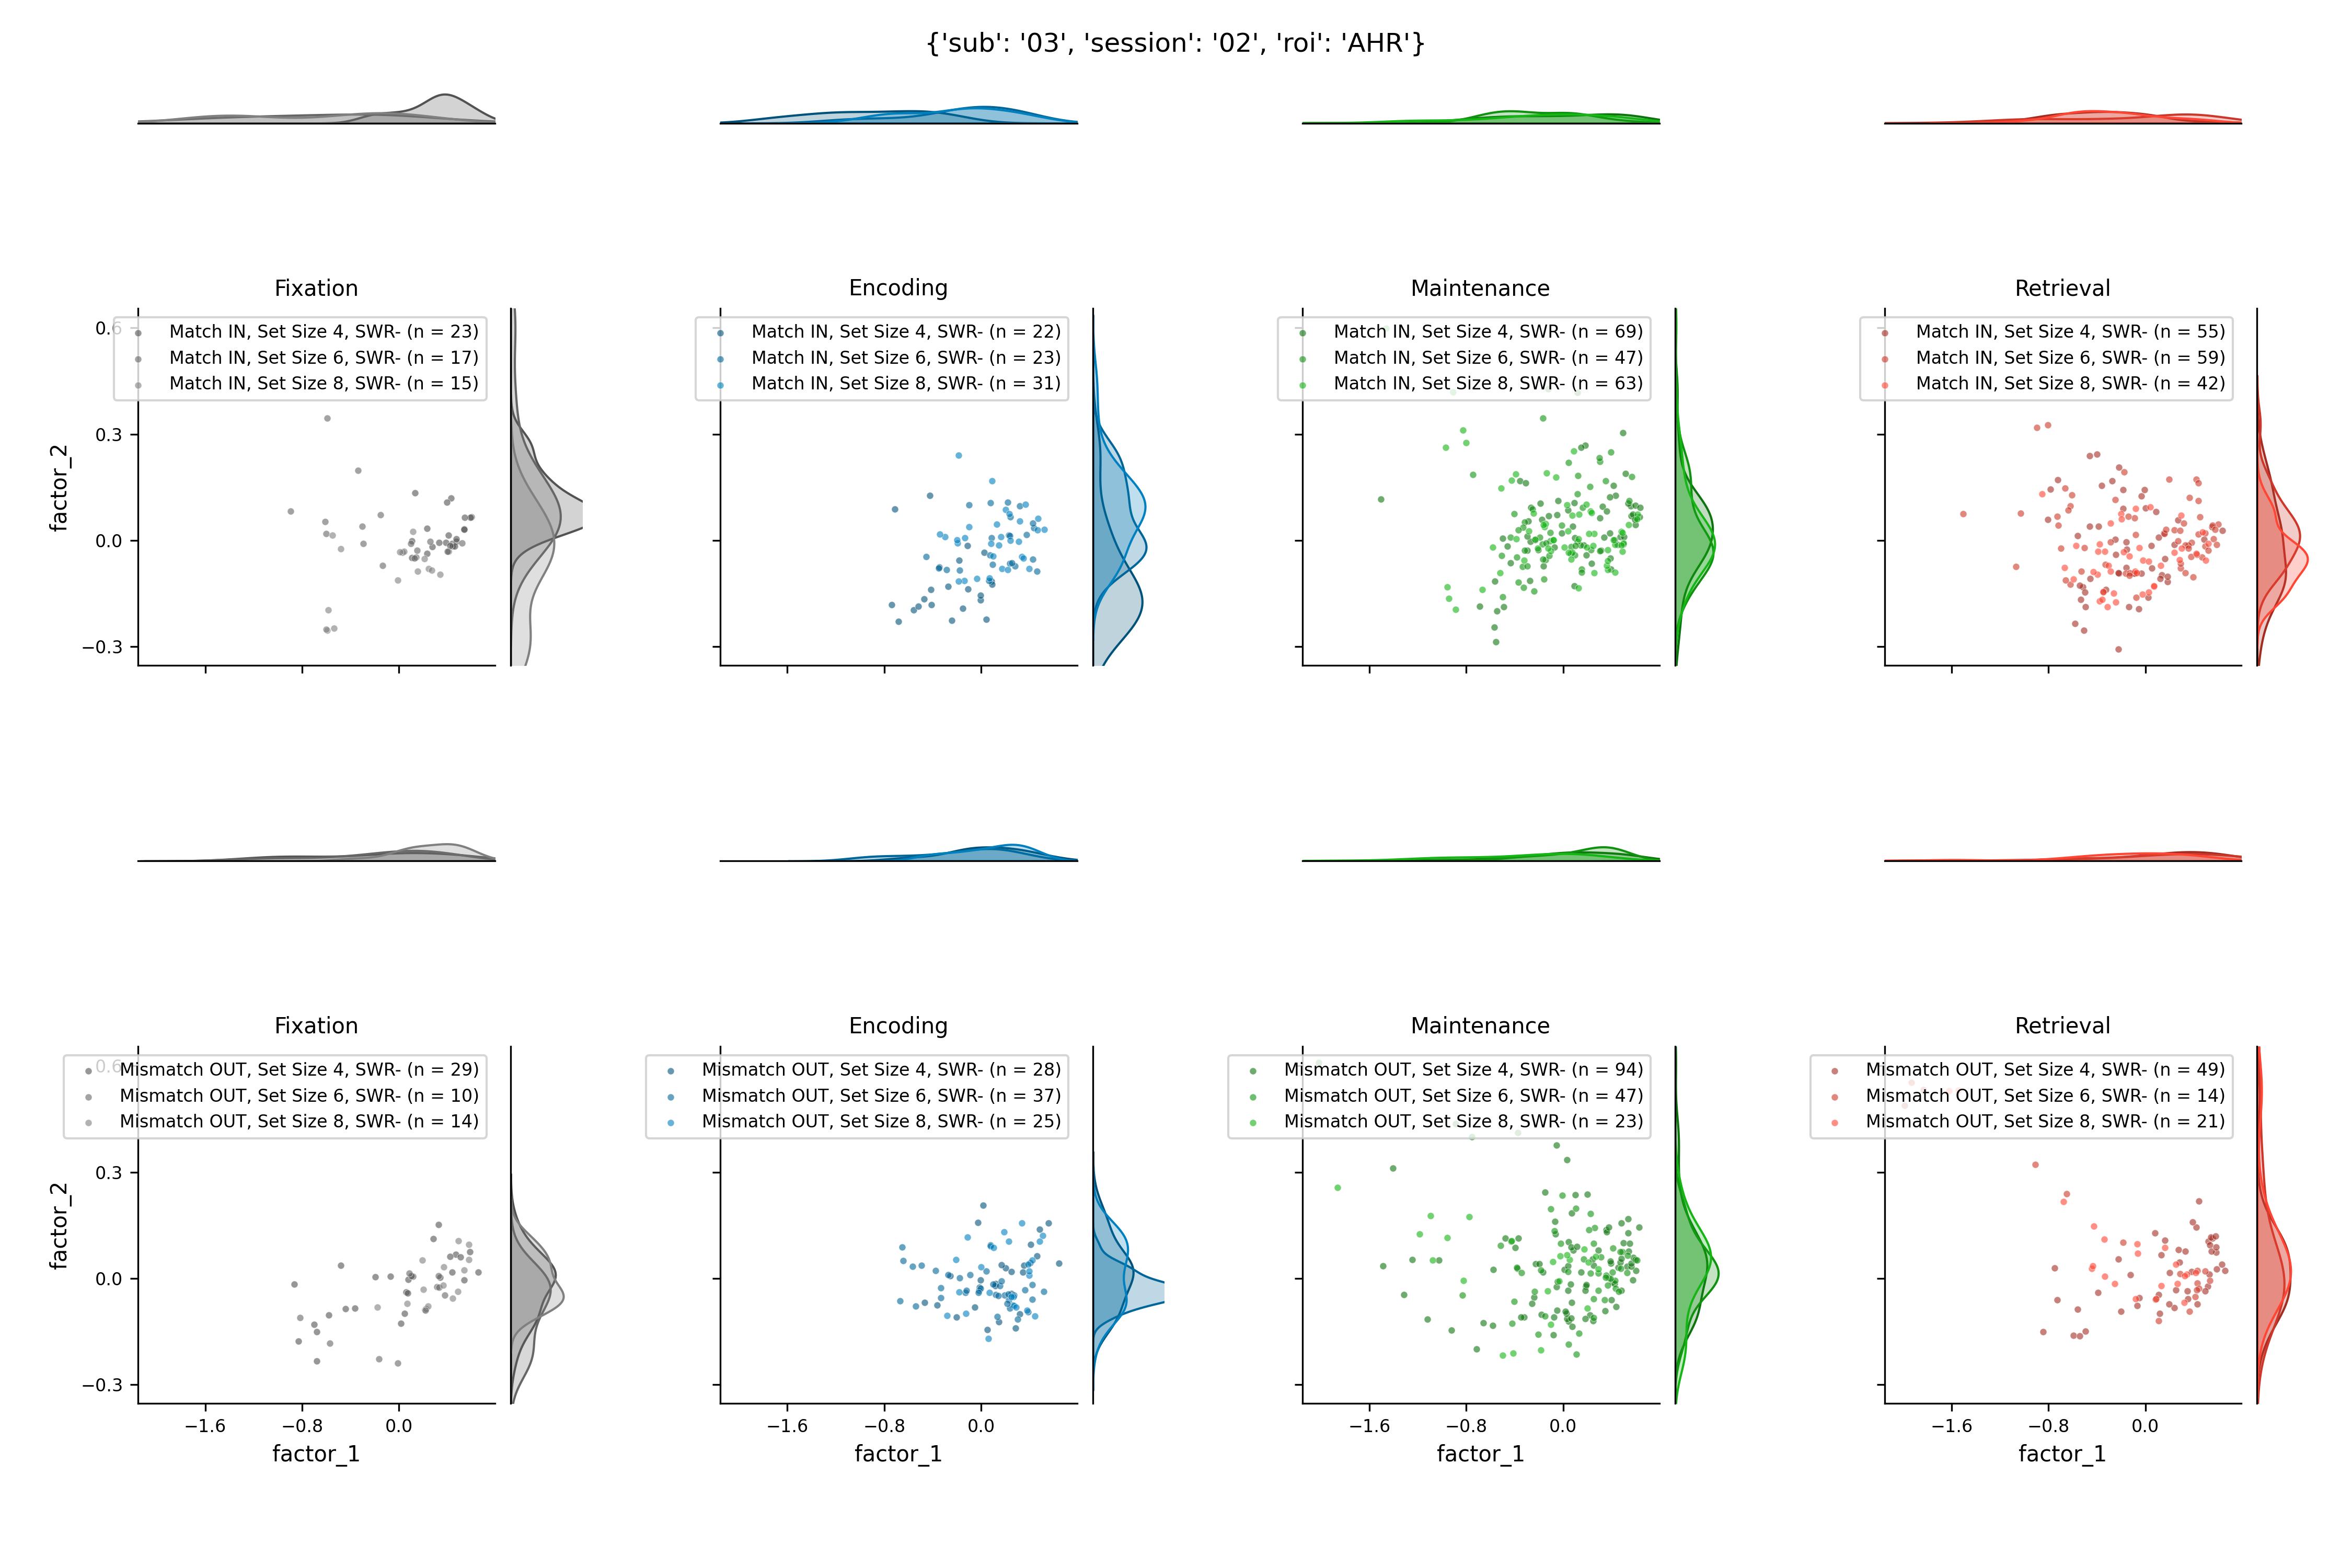 {'sub': '03', 'session': '02', 'roi': 'AHR'}
Fixation
0.6
Match IN, Set Size 4, SWR- (n = 23)
Match IN, Set Size 6, SWR- (n = 17)
Match IN, Set Size 8, SWR- (n = 15)
0.3
0.0
−0.3
factor_2
Encoding
Match IN, Set Size 4, SWR- (n = 22)
Match IN, Set Size 6, SWR- (n = 23)
Match IN, Set Size 8, SWR- (n = 31)
Maintenance
Match IN, Set Size 4, SWR- (n = 69)
Match IN, Set Size 6, SWR- (n = 47)
Match IN, Set Size 8, SWR- (n = 63)
Retrieval
Match IN, Set Size 4, SWR- (n = 55)
Match IN, Set Size 6, SWR- (n = 59)
Match IN, Set Size 8, SWR- (n = 42)
Fixation
0.6
Mismatch OUT, Set Size 4, SWR- (n = 29)
Mismatch OUT, Set Size 6, SWR- (n = 10)
Mismatch OUT, Set Size 8, SWR- (n = 14)
0.3
0.0
−0.3
factor_2
−1.6 −0.8 0.0
factor_1
Encoding
Mismatch OUT, Set Size 4, SWR- (n = 28)
Mismatch OUT, Set Size 6, SWR- (n = 37)
Mismatch OUT, Set Size 8, SWR- (n = 25)
−1.6 −0.8 0.0
factor_1
Maintenance
Mismatch OUT, Set Size 4, SWR- (n = 94)
Mismatch OUT, Set Size 6, SWR- (n = 47)
Mismatch OUT, Set Size 8, SWR- (n = 23)
−1.6 −0.8 0.0
factor_1
Retrieval
Mismatch OUT, Set Size 4, SWR- (n = 49)
Mismatch OUT, Set Size 6, SWR- (n = 14)
Mismatch OUT, Set Size 8, SWR- (n = 21)
−1.6 −0.8 0.0
factor_1